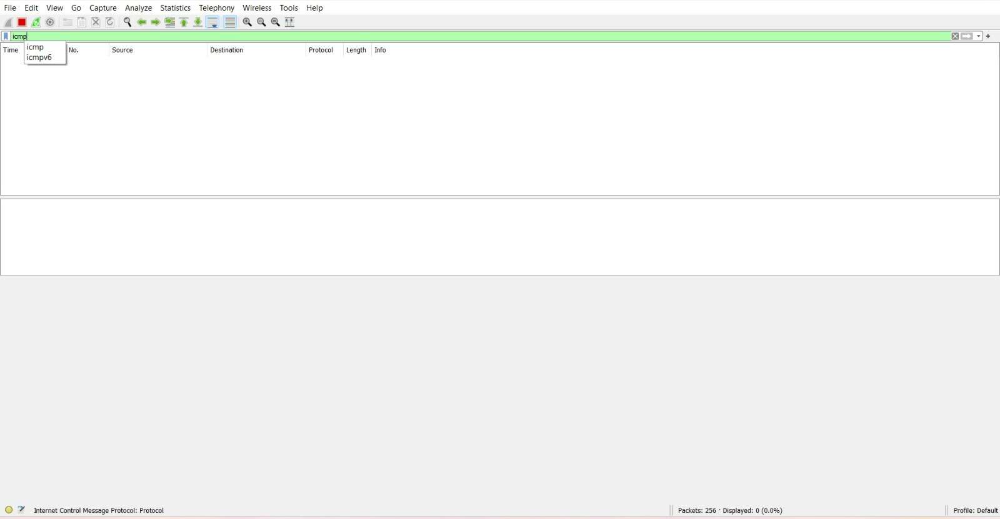 File Edit View Go Capture Analyze Statistics Telephony Wireless Tools Help
icmp
icmp
icmpv6
Time No. Source Destination Protocol Length Info
Internet Control Message Protocol: Protocol Packets: 256 · Displayed: 0 (0.0%) Profile: Default